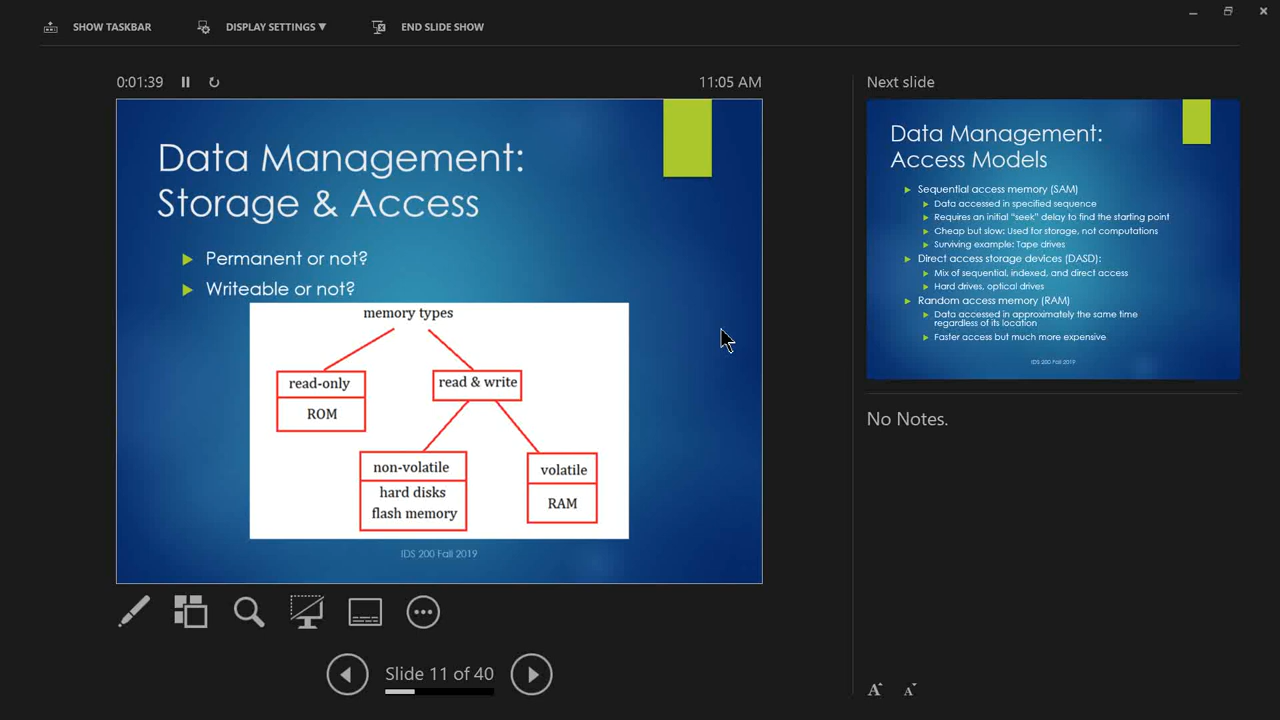 SHOW TASKBAR
DISPLAY SETTINGS ▼
END SLIDE SHOW
0:01:39
11:05 AM
Data Management:
Storage & Access
Permanent or not?
Writeable or not?
memory types
read-only
ROM
read & write
non-volatile
hard disks
flash memory
volatile
RAM
IDS 200 Fall 2019
Slide 11 of 40
Next slide
Data Management:
Access Models
Sequential access memory (SAM)
Data accessed in specified sequence
Requires an initial "seek" delay to find the starting point
Cheap but slow: Used for storage, not computations
Surviving example: Tape drives
Direct access storage devices (DASD):
Mix of sequential, indexed, and direct access
Hard drives, optical drives
Random access memory (RAM)
Data accessed in approximately the same time
regardless of its location
Faster access but much more expensive
IDS 200 Fall 2019
No Notes.
A A